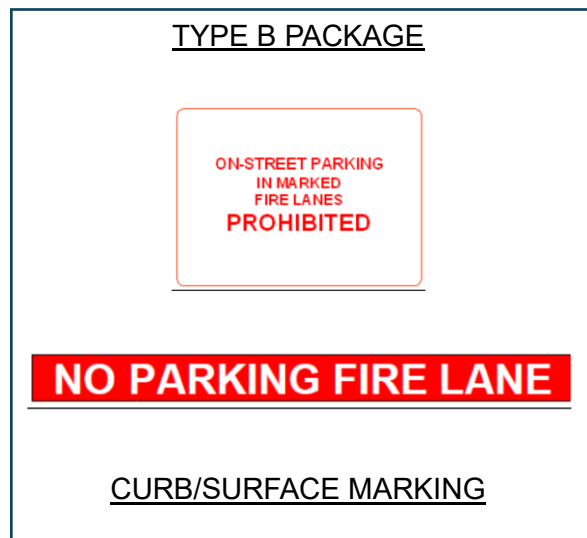 TYPE B PACKAGE
ON-STREET PARKING
IN MARKED
FIRE LANES
PROHIBITED
NO PARKING FIRE LANE
CURB/SURFACE MARKING